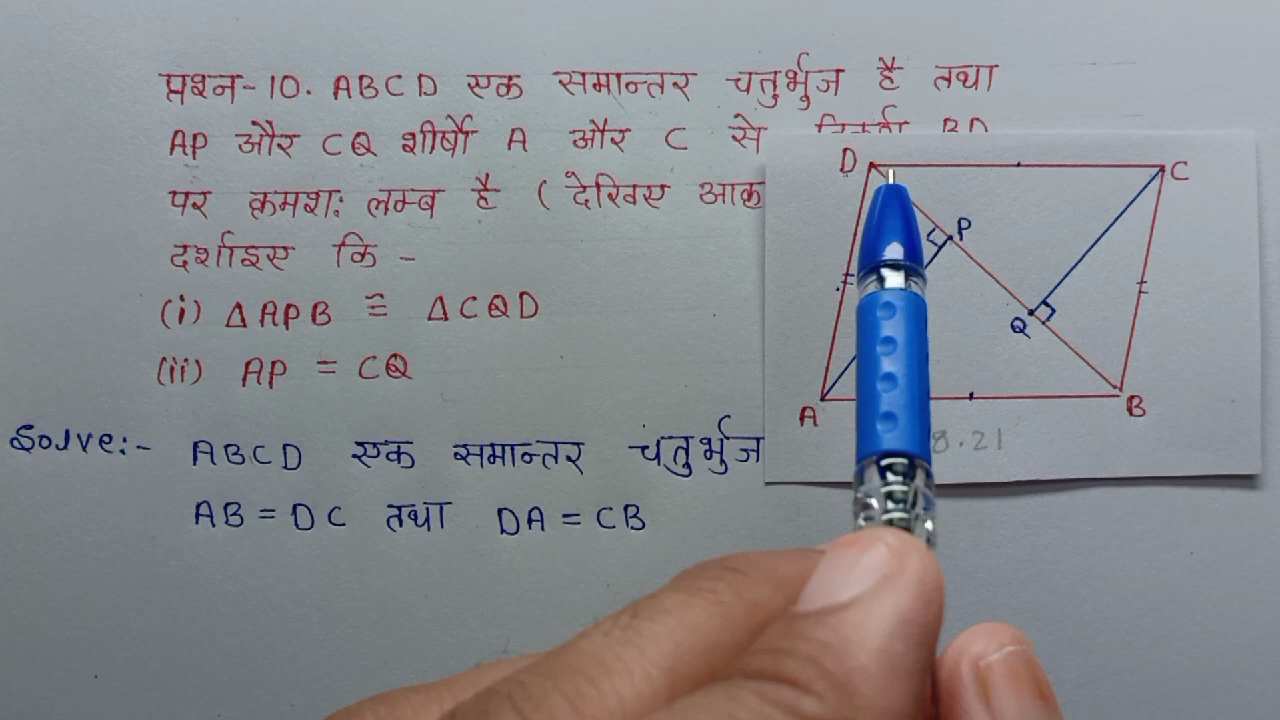 प्रश्न-10. ABCD एक समान्तर चतुर्भुज है तथा
AP और CQ शीर्षों A और C से
पर क्रमशः लम्ब है ( देखिए
दर्शाइए कि -
(i) ΔAPB ≅ ΔCQD
(ii) AP = CQ
Solve:- ABCD एक समान्तर चतुर्भुज
AB = DC तथा DA = CB
D
C
P
Q
A
B
8.21